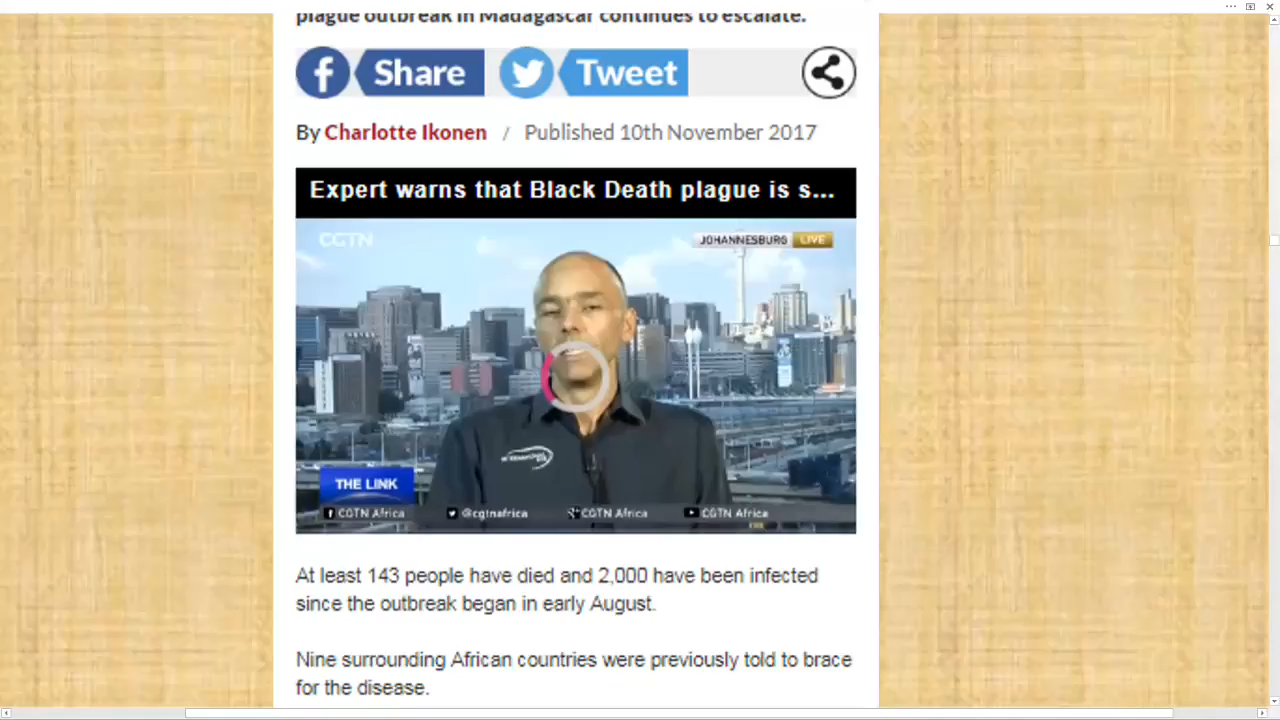 plague outbreak in Madagascar continues to escalate.
Share Tweet
By Charlotte Ikonen / Published 10th November 2017
Expert warns that Black Death plague is s...
CGTN
JOHANNESBURG LIVE
THE LINK
CGTN Africa @cgtnafrica CGTN Africa CGTN Africa
At least 143 people have died and 2,000 have been infected
since the outbreak began in early August.
Nine surrounding African countries were previously told to brace
for the disease.